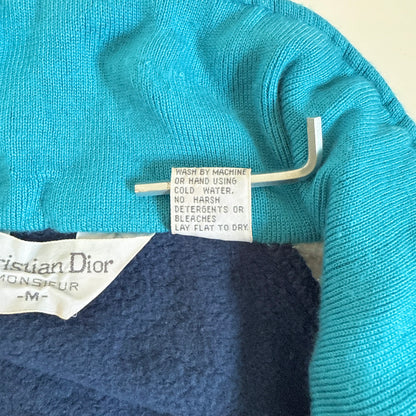 WASH BY MACHINE
OR HAND USING
COLD WATER.
NO HARSH
DETERGENTS OR
BLEACHES
LAY FLAT TO DRY.
ristian Dior
MONSIEUR
-M-